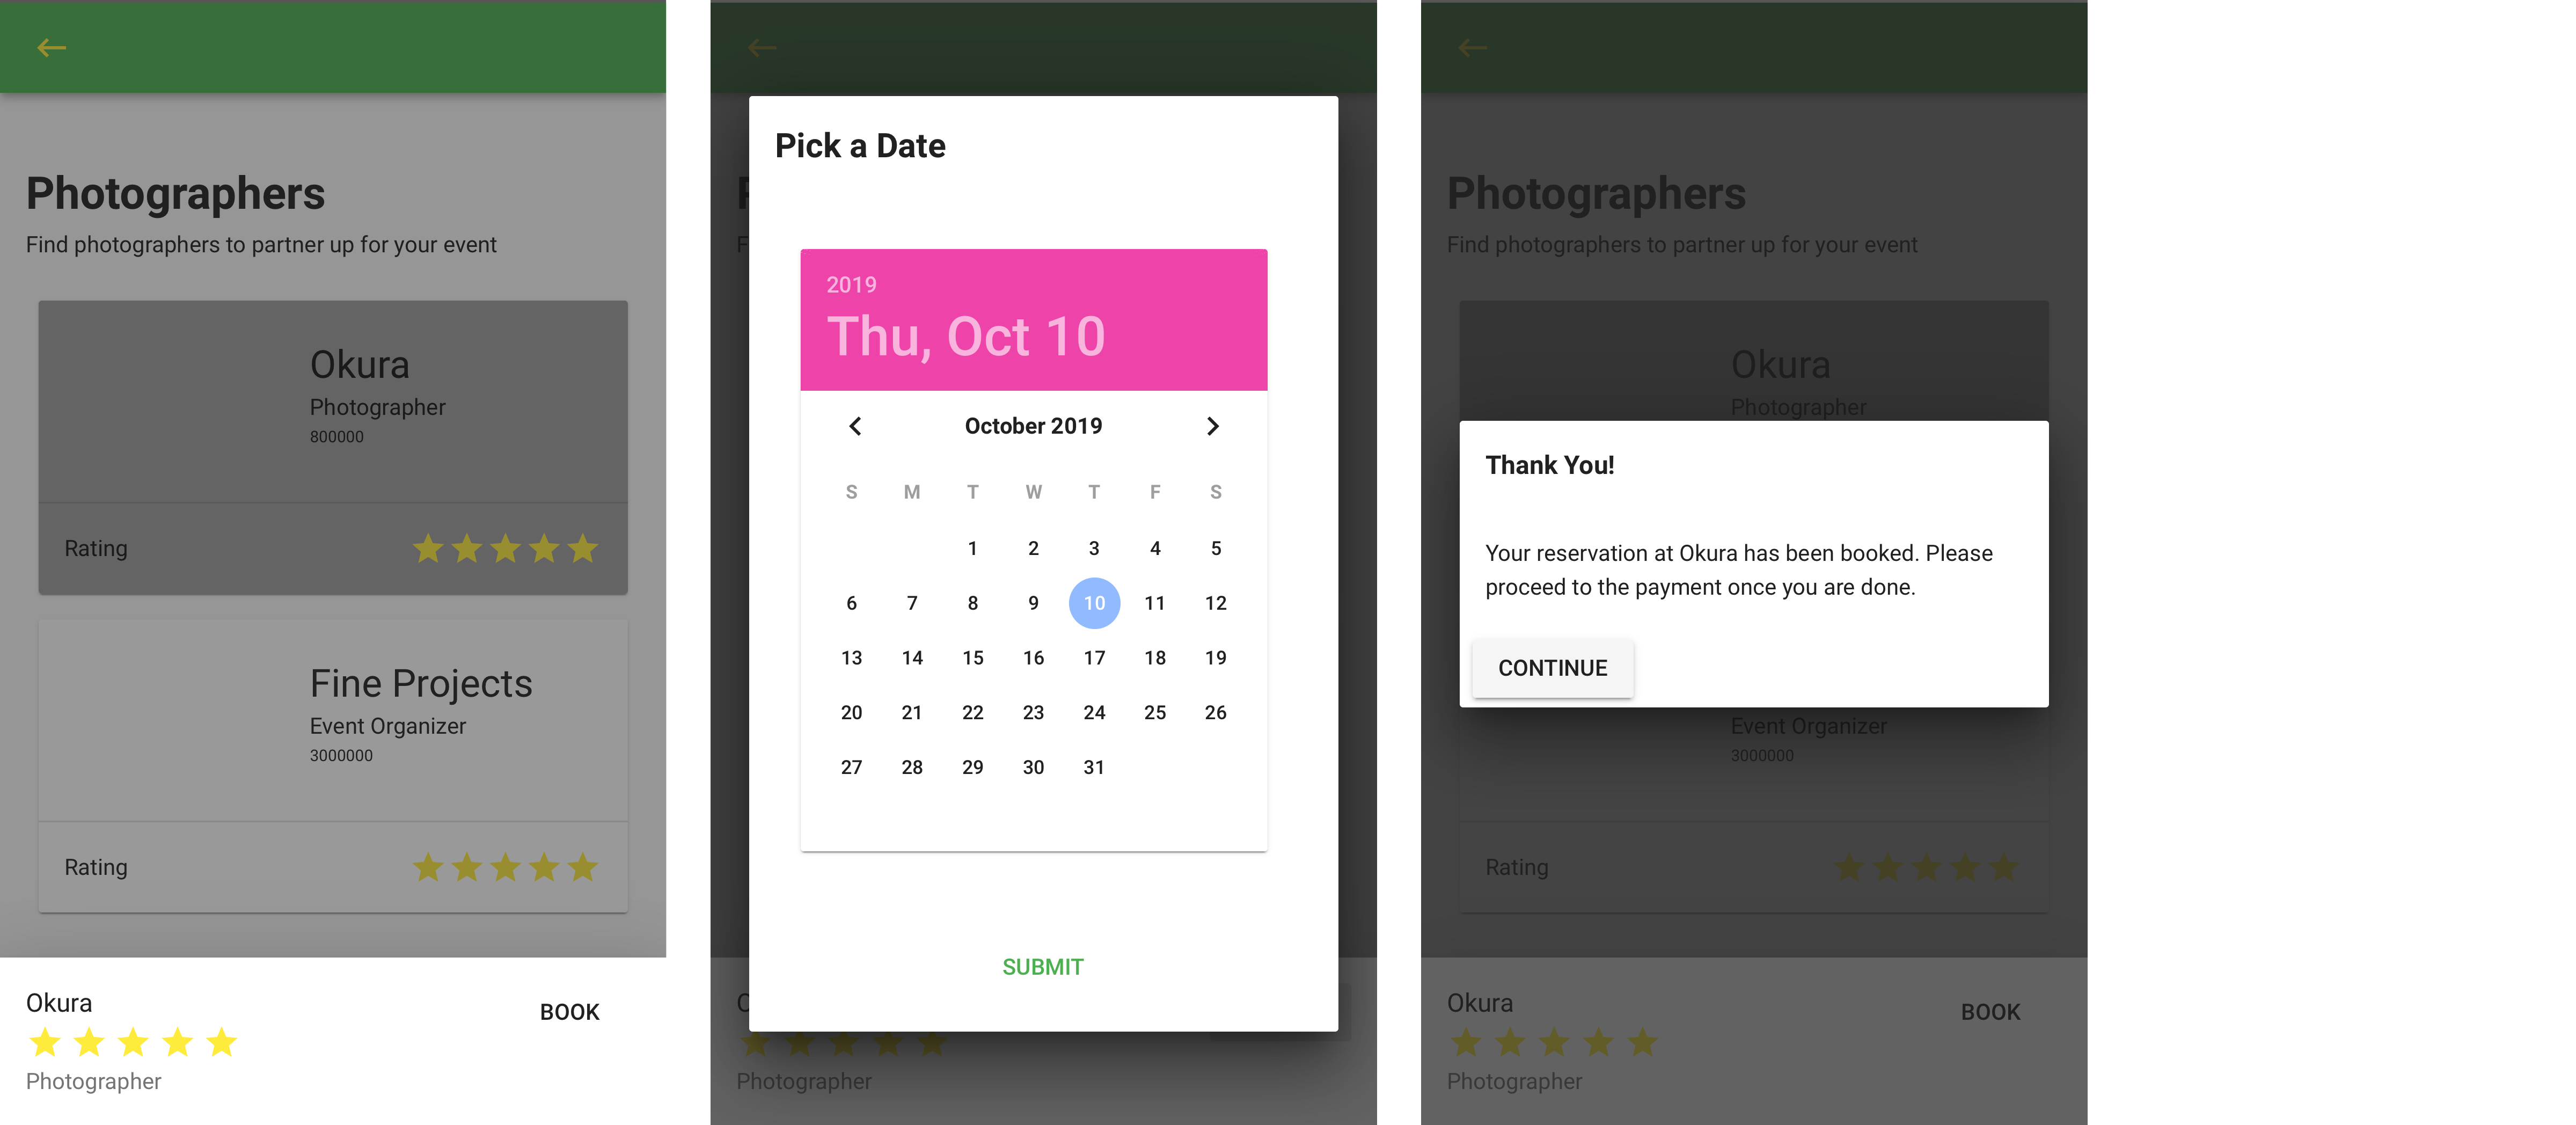 Photographers
Find photographers to partner up for your event
Okura
Photographer
800000
Rating
Fine Projects
Event Organizer
3000000
Rating
Okura
BOOK
Photographer
Pick a Date
2019
Thu, Oct 10
October 2019
S M T W T F S
1 2 3 4 5
6 7 8 9 10 11 12
13 14 15 16 17 18 19
20 21 22 23 24 25 26
27 28 29 30 31
SUBMIT
Photographer
Photographers
Find photographers to partner up for your event
Okura
Photographer
Thank You!
Your reservation at Okura has been booked. Please
proceed to the payment once you are done.
CONTINUE
Event Organizer
3000000
Rating
Okura
BOOK
Photographer